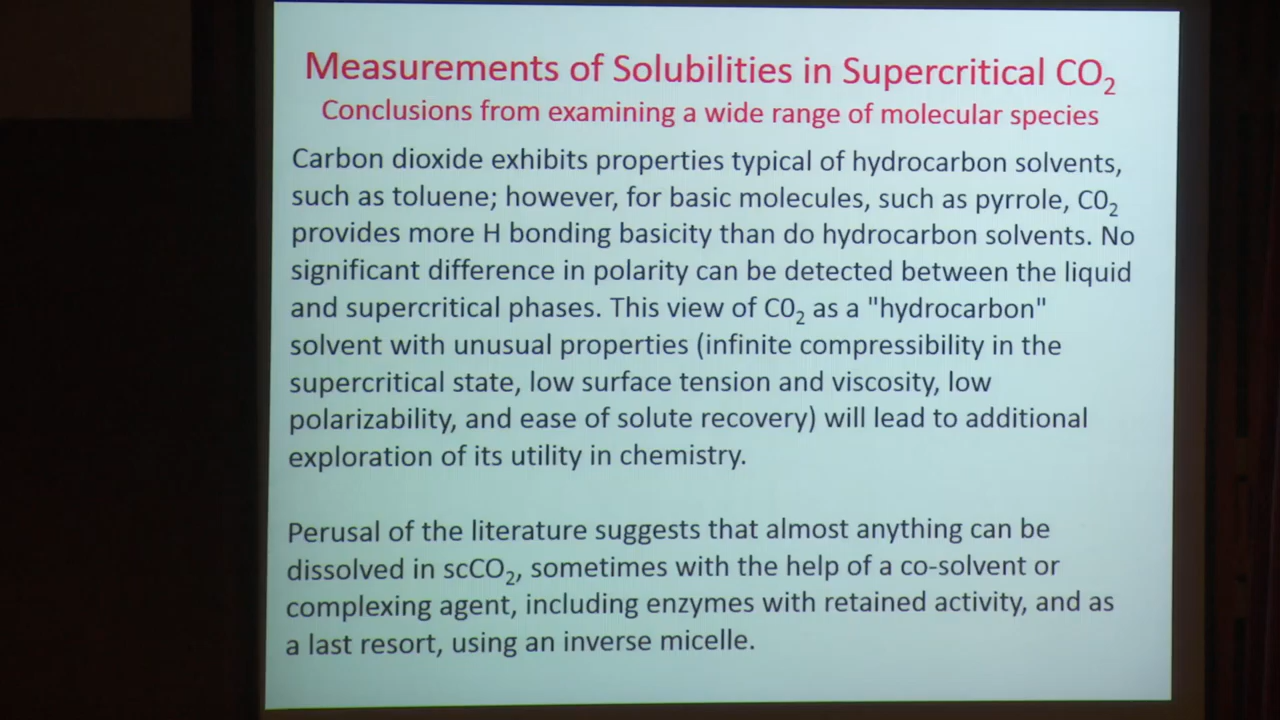 Measurements of Solubilities in Supercritical CO₂
Conclusions from examining a wide range of molecular species
Carbon dioxide exhibits properties typical of hydrocarbon solvents,
such as toluene; however, for basic molecules, such as pyrrole, C0₂
provides more H bonding basicity than do hydrocarbon solvents. No
significant difference in polarity can be detected between the liquid
and supercritical phases. This view of C0₂ as a "hydrocarbon"
solvent with unusual properties (infinite compressibility in the
supercritical state, low surface tension and viscosity, low
polarizability, and ease of solute recovery) will lead to additional
exploration of its utility in chemistry.
Perusal of the literature suggests that almost anything can be
dissolved in scCO₂, sometimes with the help of a co-solvent or
complexing agent, including enzymes with retained activity, and as
a last resort, using an inverse micelle.